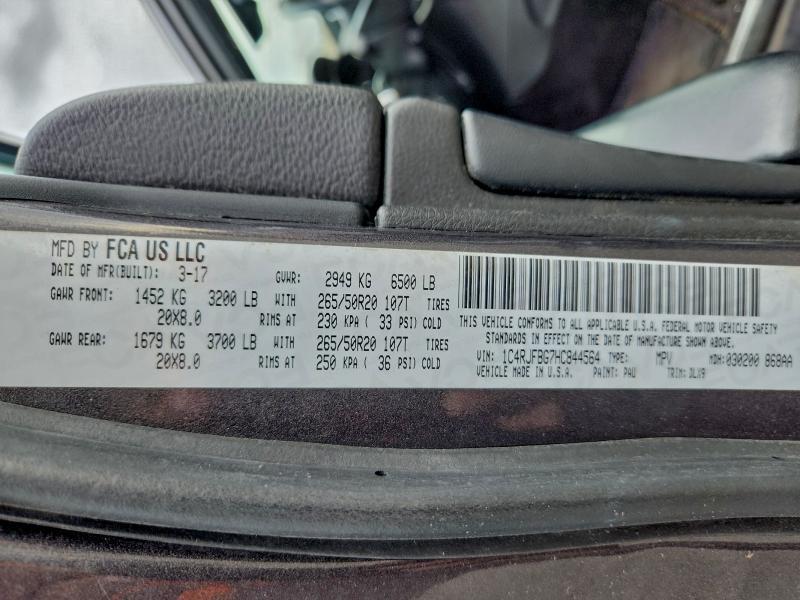 MFD BY FCA US LLC
DATE OF MFR(BUILT): 3-17 GVWR: 2949 KG 6500 LB
GAWR FRONT: 1452 KG 3200 LB WITH 265/50R20 107T TIRES
20X8.0 RIMS AT 230 KPA ( 33 PSI) COLD
GAWR REAR: 1679 KG 3700 LB WITH 265/50R20 107T TIRES
20X8.0 RIMS AT 250 KPA ( 36 PSI) COLD
THIS VEHICLE CONFORMS TO ALL APPLICABLE U.S.A. FEDERAL MOTOR VEHICLE SAFETY
STANDARDS IN EFFECT ON THE DATE OF MANUFACTURE SHOWN ABOVE.
VIN: 1C4RJFBG7HC844564 TYPE: MPV MDH:030200 868AA
VEHICLE MADE IN U.S.A. PAINT: PAU TRIM: DLX9